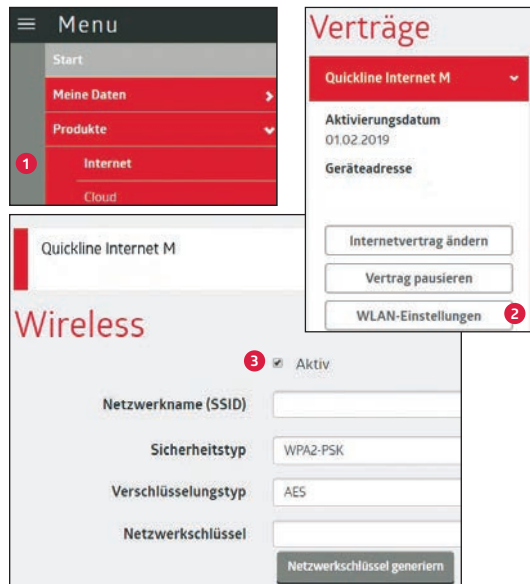 Menu
Start
Meine Daten
Produkte
1
Internet
Cloud
Verträge
Quickline Internet M
Aktivierungsdatum
01.02.2019
Geräteadresse
Internetvertrag ändern
Vertrag pausieren
WLAN-Einstellungen
2
Quickline Internet M
Wireless
3
Aktiv
Netzwerkname (SSID)
Sicherheitstyp
WPA2-PSK
Verschlüsselungstyp
AES
Netzwerkschlüssel
Netzwerkschlüssel generiern